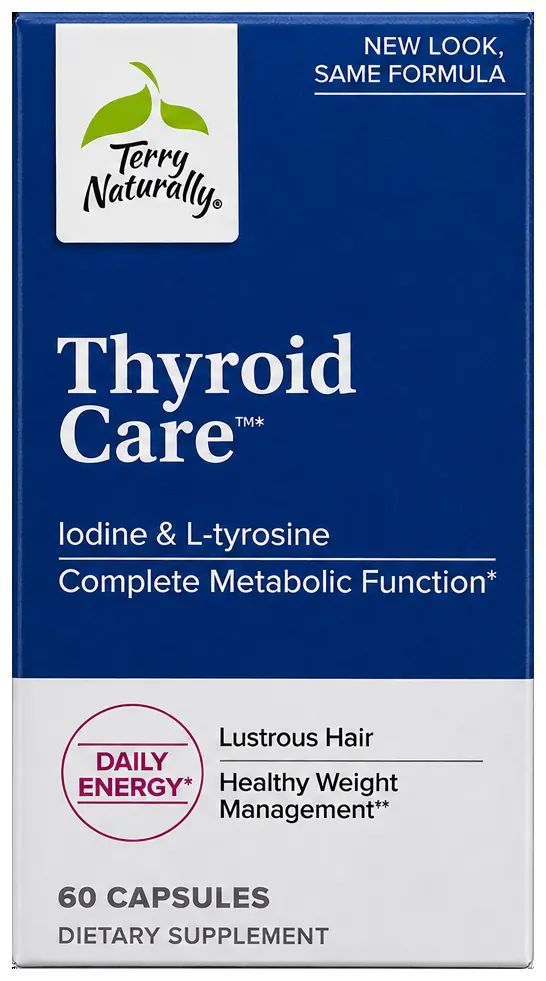 NEW LOOK,
SAME FORMULA
Terry
Naturally®
Thyroid
Care™*
Iodine & L-tyrosine
Complete Metabolic Function*
DAILY
ENERGY*
Lustrous Hair
Healthy Weight
Management**
60 CAPSULES
DIETARY SUPPLEMENT